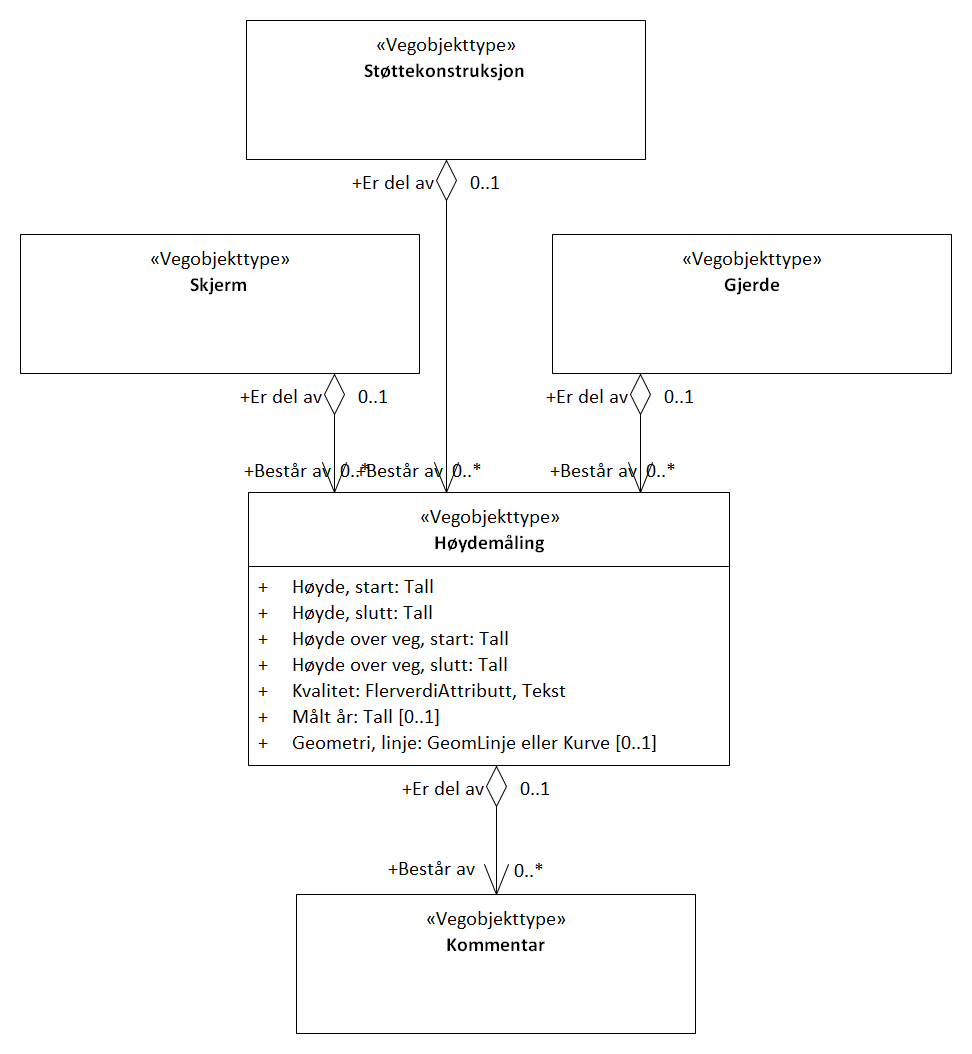 «Vegobjekttype»
Støttekonstruksjon
+Er del av 0..1
«Vegobjekttype»
Skjerm
«Vegobjekttype»
Gjerde
+Er del av 0..1
+Er del av 0..1
+Består av 0..*
+Består av 0..*
+Består av 0..*
«Vegobjekttype»
Høydemåling
+ Høyde, start: Tall
+ Høyde, slutt: Tall
+ Høyde over veg, start: Tall
+ Høyde over veg, slutt: Tall
+ Kvalitet: FlerverdiAttributt, Tekst
+ Målt år: Tall [0..1]
+ Geometri, linje: GeomLinje eller Kurve [0..1]
+Er del av 0..1
+Består av 0..*
«Vegobjekttype»
Kommentar